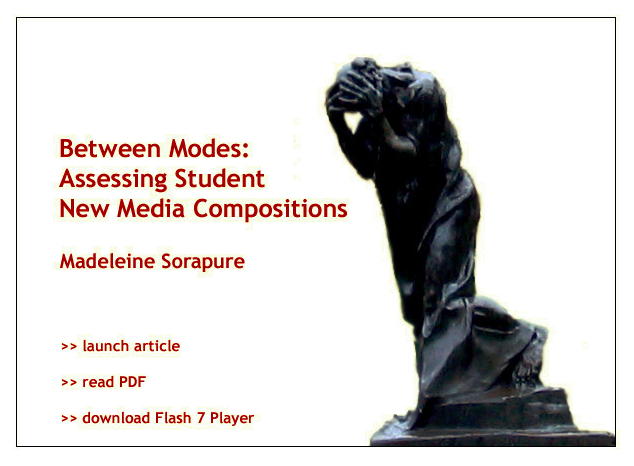 Between Modes:
Assessing Student
New Media Compositions
Madeleine Sorapure
>> launch article
>> read PDF
>> download Flash 7 Player